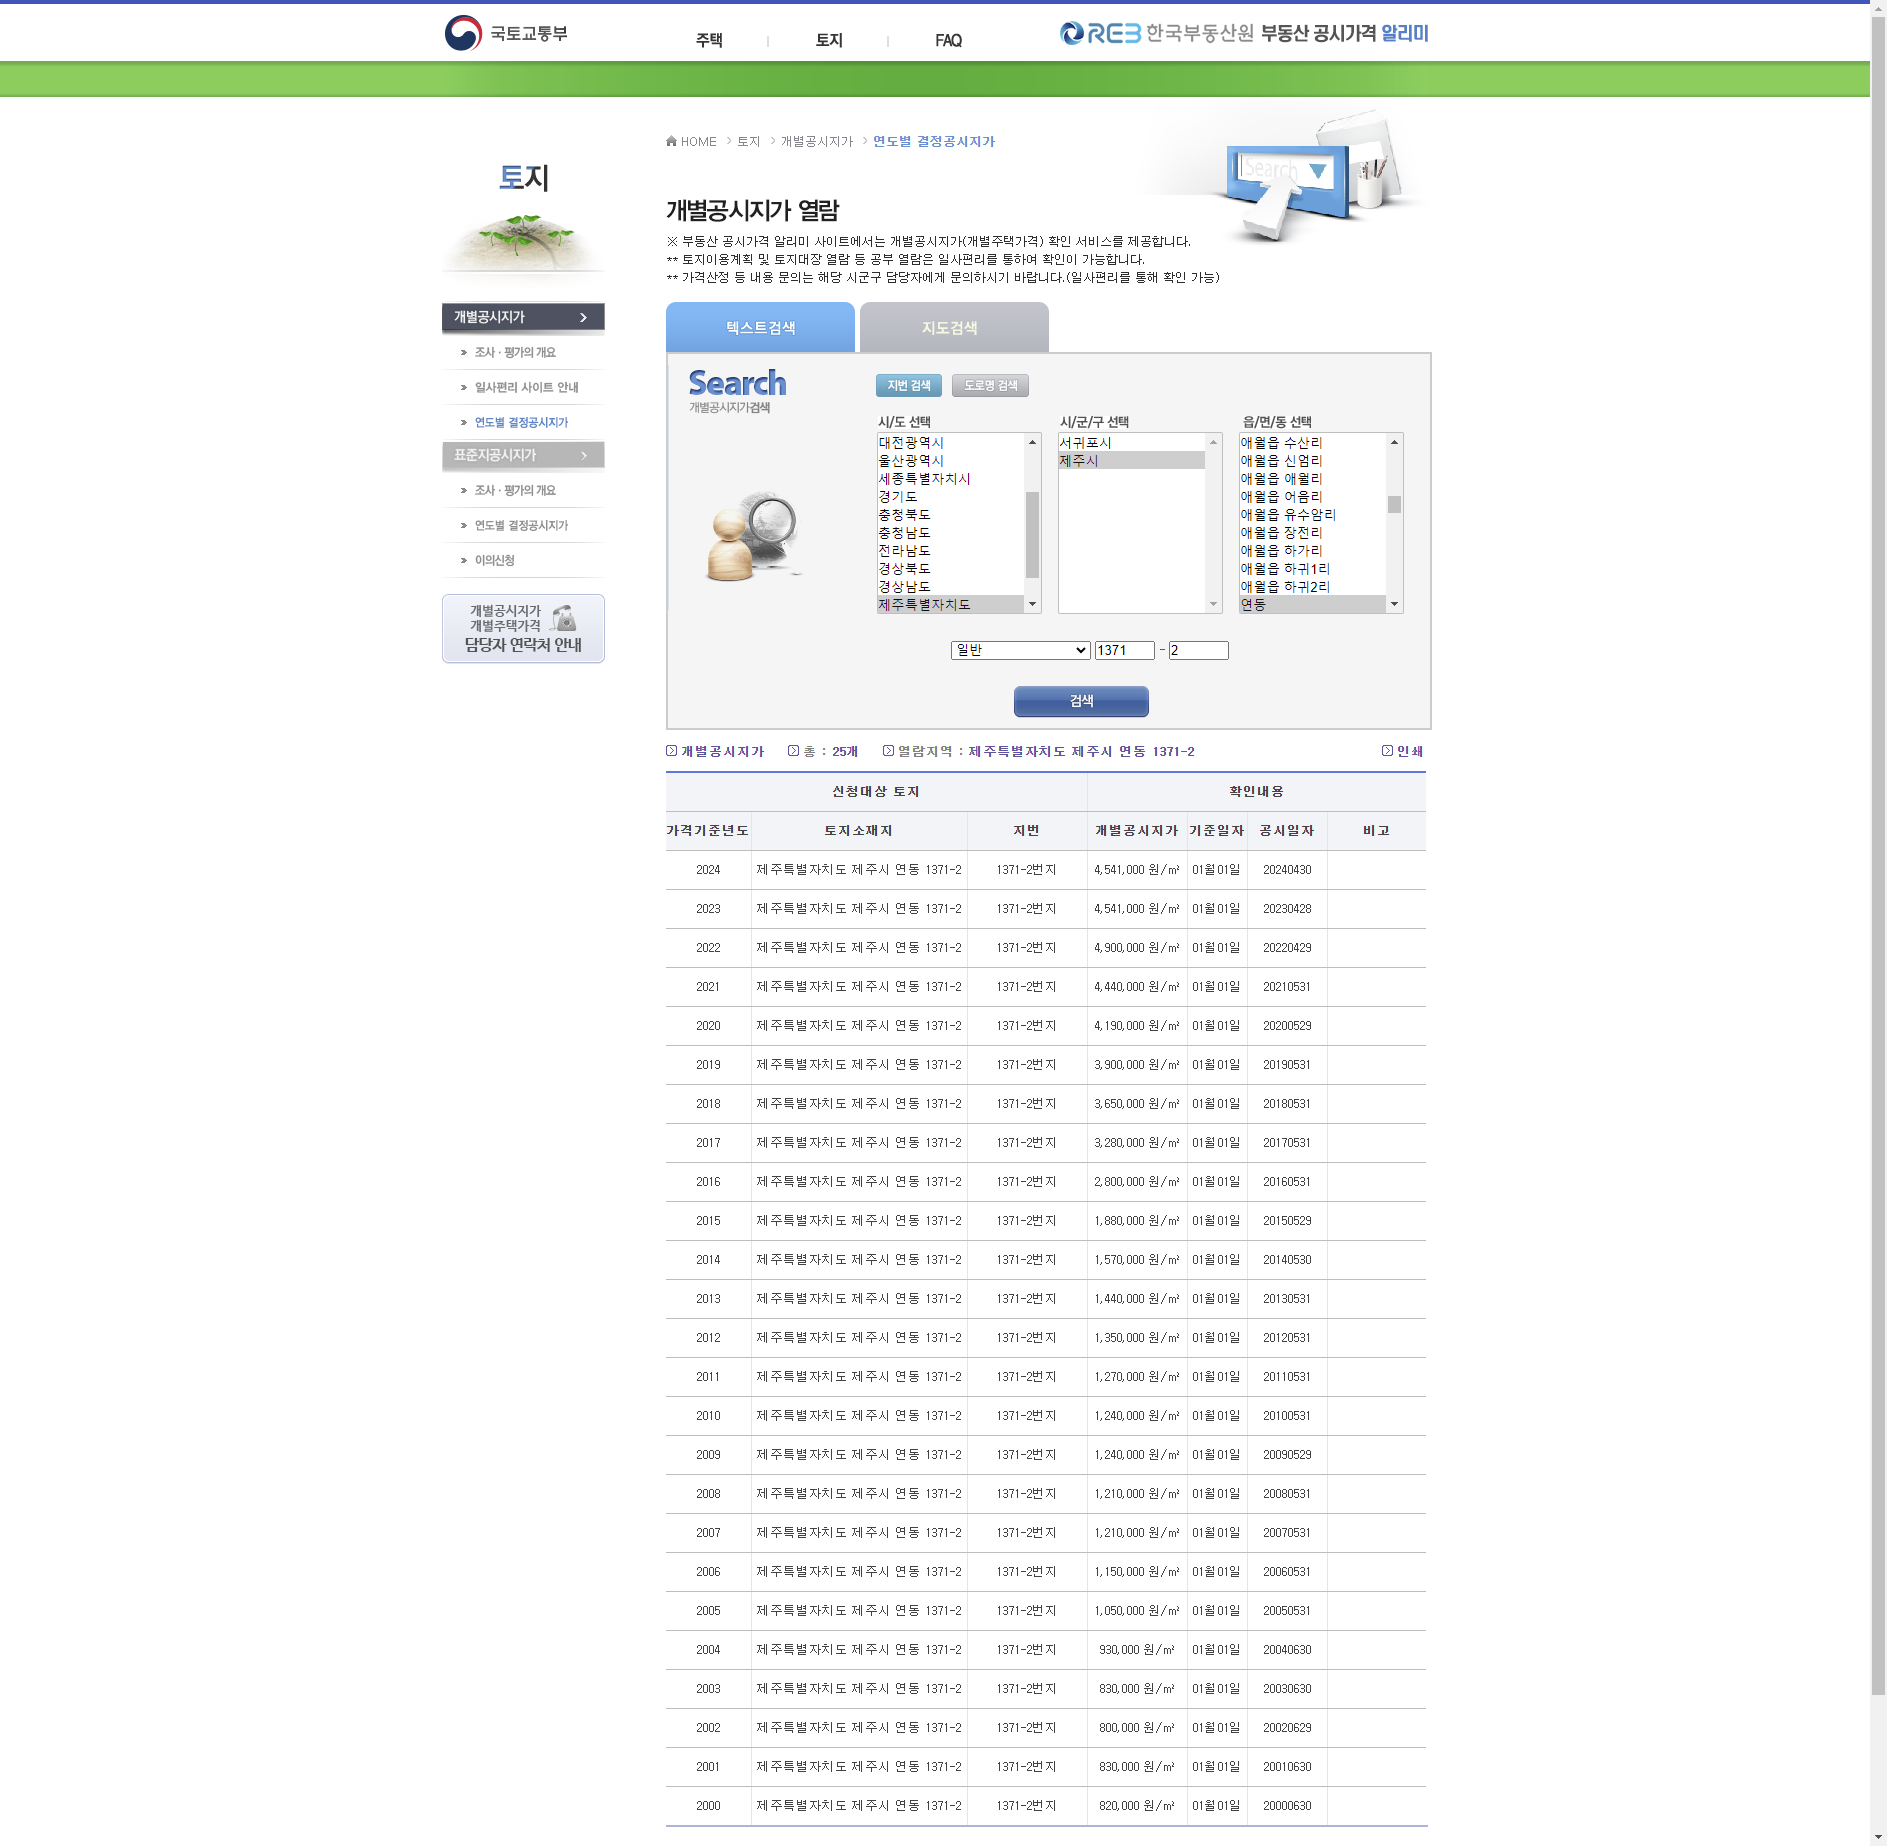 국토교통부
주택
토지
FAQ
REB 한국부동산원 부동산 공시가격 알리미
HOME > 토지 > 개별공시지가 > 연도별 결정공시지가
토지
개별공시지가 열람
※ 부동산 공시가격 알리미 사이트에서는 개별공시지가(개별주택가격) 확인 서비스를 제공합니다.
** 토지이용계획 및 토지대장 열람 등 공부 열람은 일사편리를 통하여 확인이 가능합니다.
** 가격산정 등 내용 문의는 해당 시군구 담당자에게 문의하시기 바랍니다.(일사편리를 통해 확인 가능)
Search
개별공시지가
조사 · 평가의 개요
일사편리 사이트 안내
연도별 결정공시지가
표준지공시지가
조사 · 평가의 개요
연도별 결정공시지가
이의신청
개별공시지가
개별주택가격
담당자 연락처 안내
텍스트검색
지도검색
Search
개별공시지가검색
지번 검색
도로명 검색
시/도 선택
대전광역시
울산광역시
세종특별자치시
경기도
충청북도
충청남도
전라남도
경상북도
경상남도
제주특별자치도
시/군/구 선택
서귀포시
제주시
읍/면/동 선택
애월읍 수산리
애월읍 신엄리
애월읍 애월리
애월읍 어음리
애월읍 유수암리
애월읍 장전리
애월읍 하가리
애월읍 하귀1리
애월읍 하귀2리
연동
일반 1371 - 2
검색
개별공시지가 총 : 25개 열람지역 : 제주특별자치도 제주시 연동 1371-2 인쇄
신청대상 토지 확인내용
가격기준년도 토지소재지 지번 개별공시지가 기준일자 공시일자 비고
2024 제주특별자치도 제주시 연동 1371-2 1371-2번지 4,541,000 원/㎡ 01월01일 20240430
2023 제주특별자치도 제주시 연동 1371-2 1371-2번지 4,541,000 원/㎡ 01월01일 20230428
2022 제주특별자치도 제주시 연동 1371-2 1371-2번지 4,900,000 원/㎡ 01월01일 20220429
2021 제주특별자치도 제주시 연동 1371-2 1371-2번지 4,440,000 원/㎡ 01월01일 20210531
2020 제주특별자치도 제주시 연동 1371-2 1371-2번지 4,190,000 원/㎡ 01월01일 20200529
2019 제주특별자치도 제주시 연동 1371-2 1371-2번지 3,900,000 원/㎡ 01월01일 20190531
2018 제주특별자치도 제주시 연동 1371-2 1371-2번지 3,650,000 원/㎡ 01월01일 20180531
2017 제주특별자치도 제주시 연동 1371-2 1371-2번지 3,280,000 원/㎡ 01월01일 20170531
2016 제주특별자치도 제주시 연동 1371-2 1371-2번지 2,800,000 원/㎡ 01월01일 20160531
2015 제주특별자치도 제주시 연동 1371-2 1371-2번지 1,880,000 원/㎡ 01월01일 20150529
2014 제주특별자치도 제주시 연동 1371-2 1371-2번지 1,570,000 원/㎡ 01월01일 20140530
2013 제주특별자치도 제주시 연동 1371-2 1371-2번지 1,440,000 원/㎡ 01월01일 20130531
2012 제주특별자치도 제주시 연동 1371-2 1371-2번지 1,350,000 원/㎡ 01월01일 20120531
2011 제주특별자치도 제주시 연동 1371-2 1371-2번지 1,270,000 원/㎡ 01월01일 20110531
2010 제주특별자치도 제주시 연동 1371-2 1371-2번지 1,240,000 원/㎡ 01월01일 20100531
2009 제주특별자치도 제주시 연동 1371-2 1371-2번지 1,240,000 원/㎡ 01월01일 20090529
2008 제주특별자치도 제주시 연동 1371-2 1371-2번지 1,210,000 원/㎡ 01월01일 20080531
2007 제주특별자치도 제주시 연동 1371-2 1371-2번지 1,210,000 원/㎡ 01월01일 20070531
2006 제주특별자치도 제주시 연동 1371-2 1371-2번지 1,150,000 원/㎡ 01월01일 20060531
2005 제주특별자치도 제주시 연동 1371-2 1371-2번지 1,050,000 원/㎡ 01월01일 20050531
2004 제주특별자치도 제주시 연동 1371-2 1371-2번지 930,000 원/㎡ 01월01일 20040630
2003 제주특별자치도 제주시 연동 1371-2 1371-2번지 830,000 원/㎡ 01월01일 20030630
2002 제주특별자치도 제주시 연동 1371-2 1371-2번지 800,000 원/㎡ 01월01일 20020629
2001 제주특별자치도 제주시 연동 1371-2 1371-2번지 830,000 원/㎡ 01월01일 20010630
2000 제주특별자치도 제주시 연동 1371-2 1371-2번지 820,000 원/㎡ 01월01일 20000630